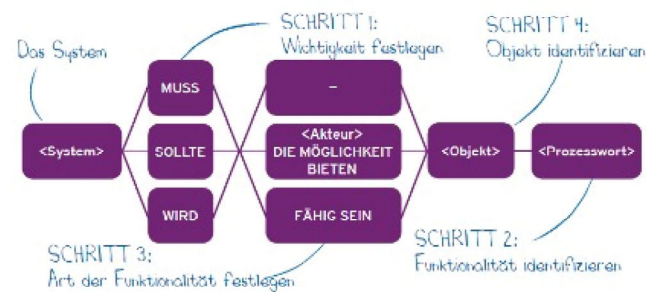 SCHRITT 1:
Wichtigkeit festlegen
SCHRITT 4:
Objekt identifizieren
Das System
MUSS
–
<System>
SOLLTE
<Akteur>
DIE MÖGLICHKEIT
BIETEN
<Objekt>
<Prozesswort>
WIRD
FÄHIG SEIN
SCHRITT 3:
Art der Funktionalität festlegen
SCHRITT 2:
Funktionalität identifizieren